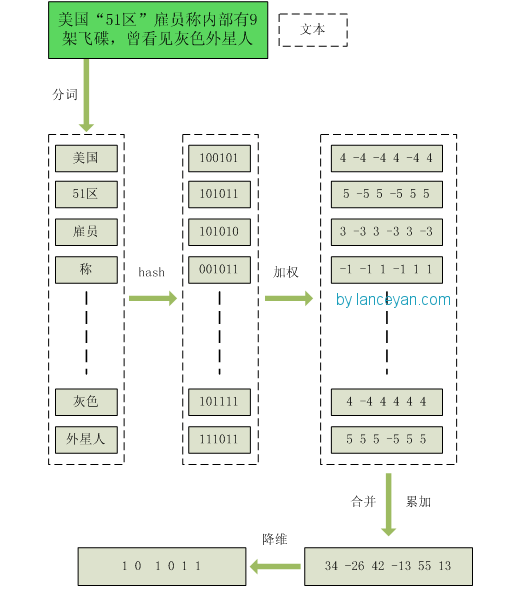 美国“51区”雇员称内部有9
架飞碟，曾看见灰色外星人
文本
分词
美国
100101
4 -4 -4 4 -4 4
51区
101011
5 -5 5 -5 5 5
雇员
101010
3 -3 3 -3 3 -3
称
001011
-1 -1 1 -1 1 1
hash
加权
by lanceyan.com
灰色
101111
4 -4 4 4 4 4
外星人
111011
5 5 5 -5 5 5
合并
累加
降维
1 0 1 0 1 1
34 -26 42 -13 55 13